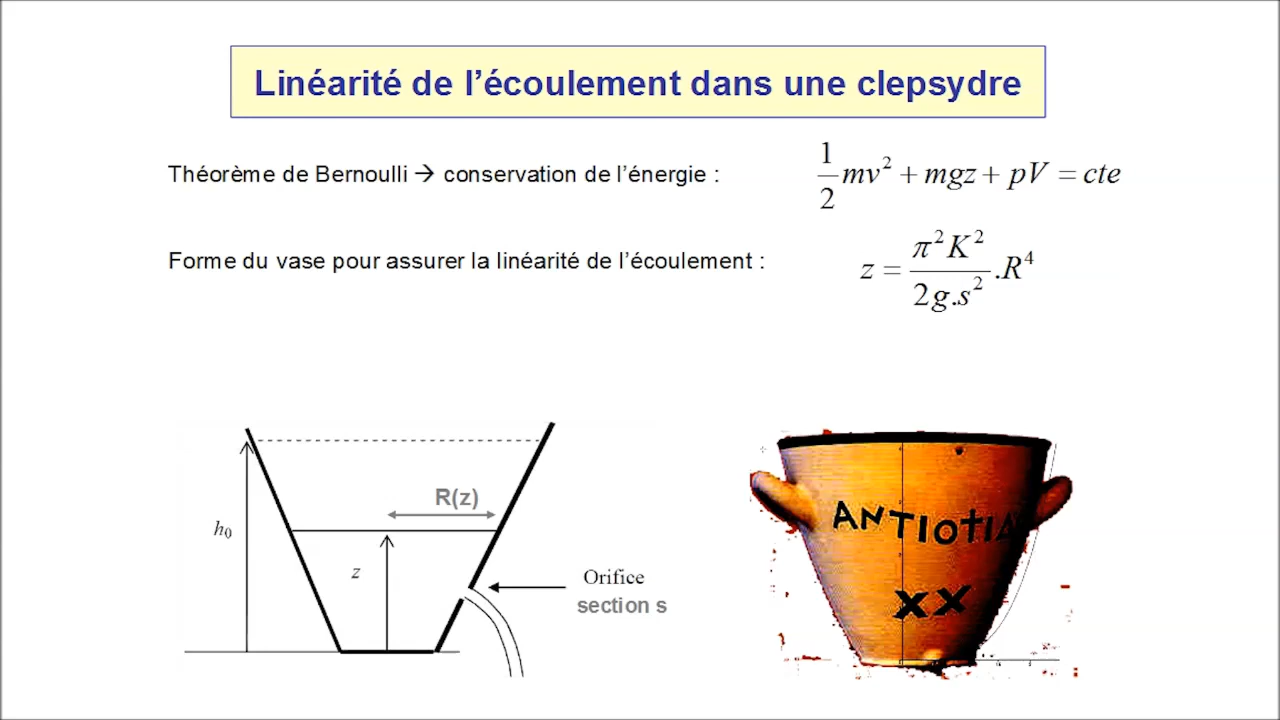 Linéarité de l'écoulement dans une clepsydre
Théorème de Bernoulli → conservation de l'énergie :
1/2 mv² + mgz + pV = cte
Forme du vase pour assurer la linéarité de l'écoulement :
z = π²K² / 2g.s² .R⁴
R(z)
h₀
z
Orifice
section s
ΑΝΤΙΟΤΙ
XX